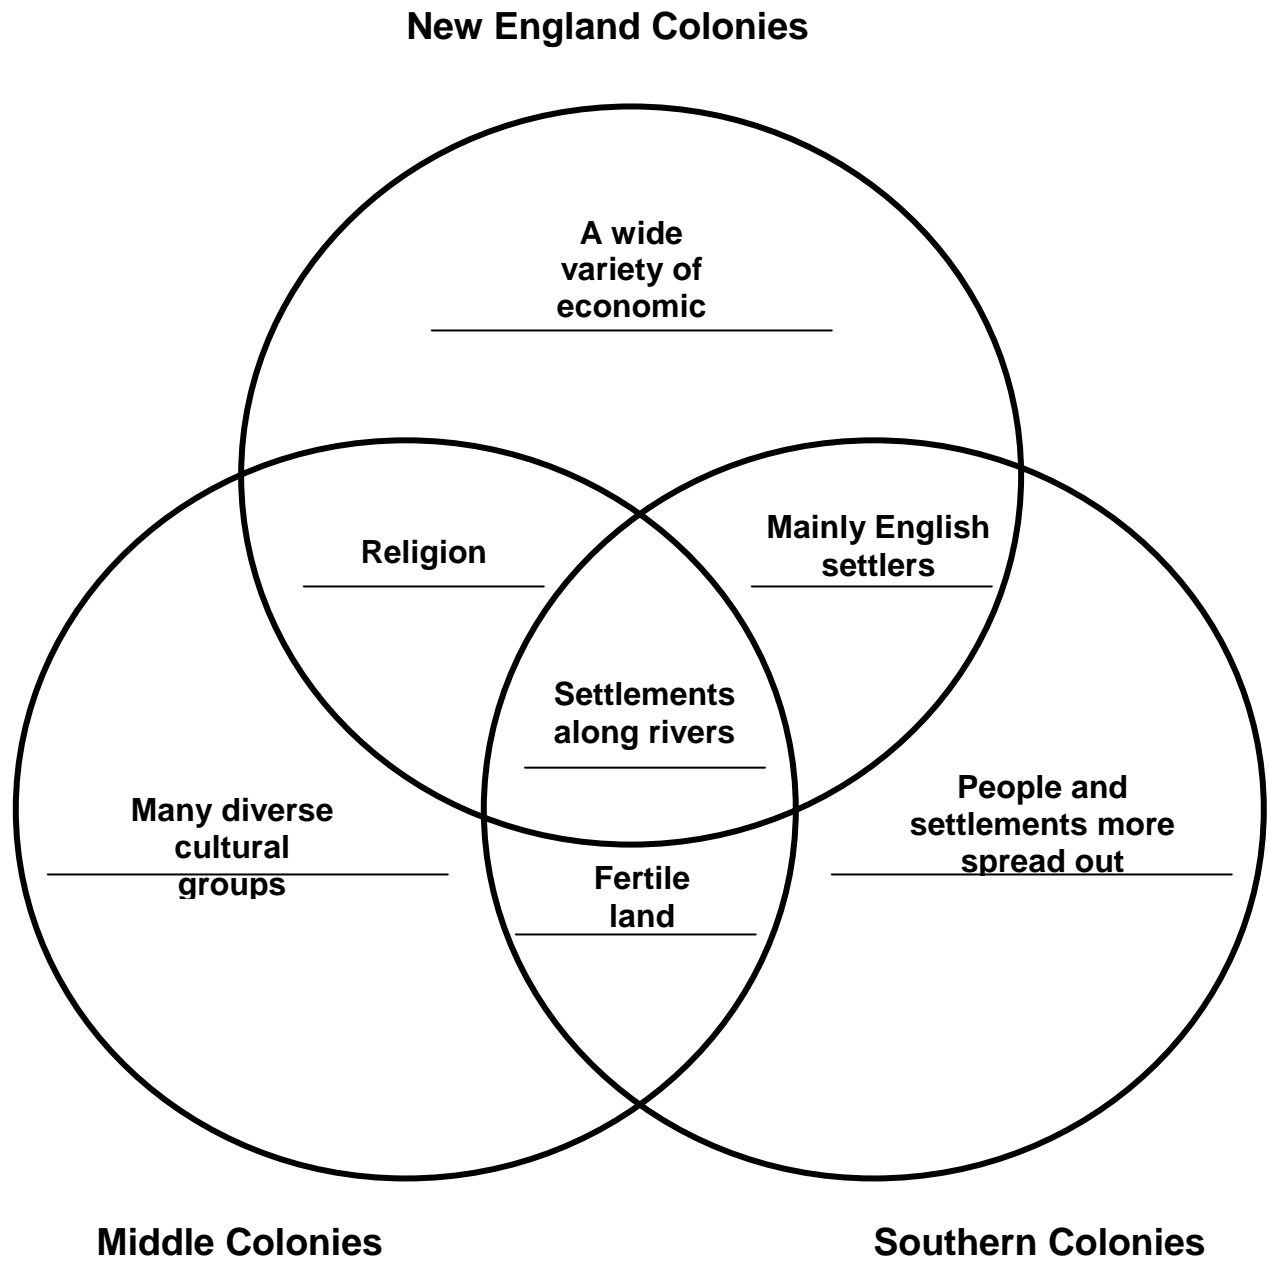 New England Colonies
A wide
variety of
economic
Religion
Mainly English
settlers
Settlements
along rivers
Many diverse
cultural
groups
People and
settlements more
spread out
Fertile
land
Middle Colonies
Southern Colonies